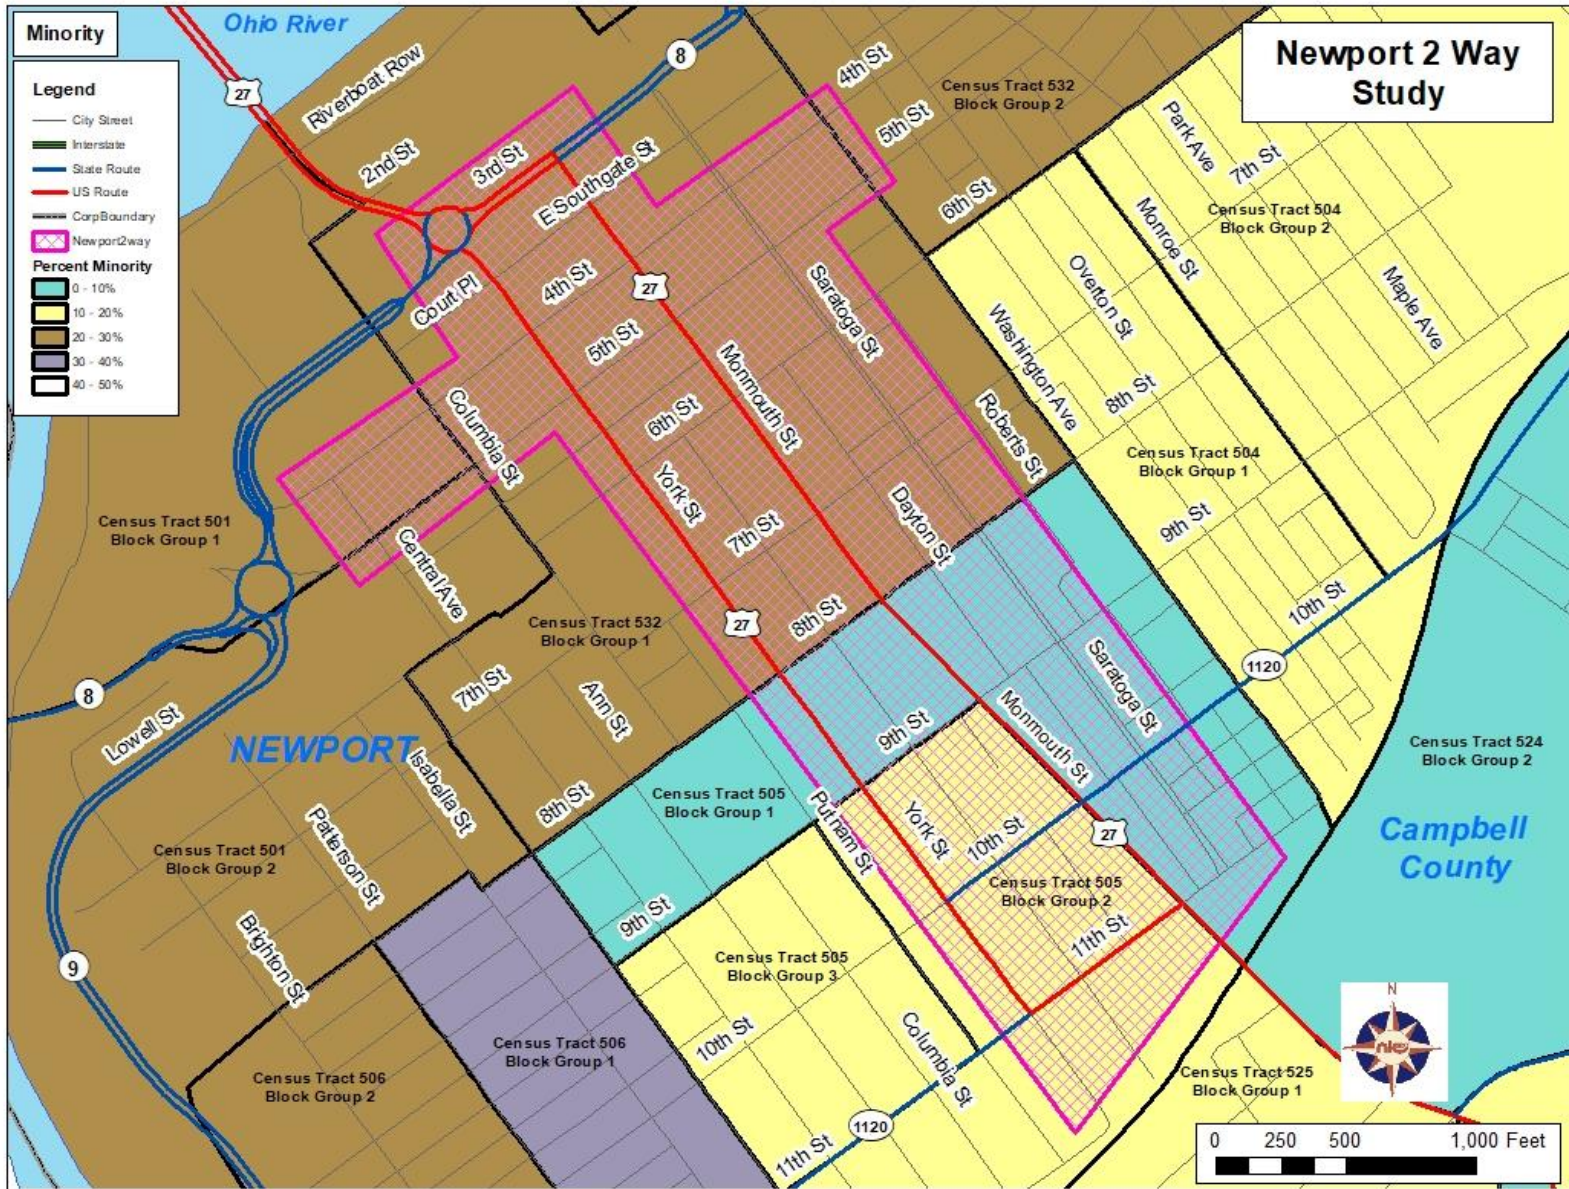 Minority
Legend
City Street
Interstate
State Route
US Route
CorpBoundary
Newport2way
Percent Minority
0 - 10%
10 - 20%
20 - 30%
30 - 40%
40 - 50%
Newport 2 Way
Study
Ohio River
27
8
Riverboat Row
2nd St
3rd St
E Southgate St
4th St
5th St
6th St
Census Tract 532
Block Group 2
Park Ave
7th St
Monroe St
Census Tract 504
Block Group 2
Overton St
Maple Ave
Washington Ave
8th St
Court Pl
4th St
27
5th St
Saratoga St
Monmouth St
6th St
Columbia St
Roberts St
Census Tract 504
Block Group 1
9th St
York St
7th St
Dayton St
Census Tract 501
Block Group 1
Central Ave
10th St
Census Tract 532
Block Group 1
27
8th St
1120
8
Lowell St
7th St
Ann St
Saratoga St
NEWPORT
Isabella St
9th St
Monmouth St
Census Tract 524
Block Group 2
8th St
Census Tract 505
Block Group 1
Putnam St
York St
10th St
27
Campbell
County
Census Tract 501
Block Group 2
Patterson St
Census Tract 505
Block Group 2
9th St
11th St
Brighton St
9
Census Tract 505
Block Group 3
N
nkey
Census Tract 506
Block Group 1
10th St
Columbia St
Census Tract 506
Block Group 2
Census Tract 525
Block Group 1
1120
11th St
0 250 500 1,000 Feet